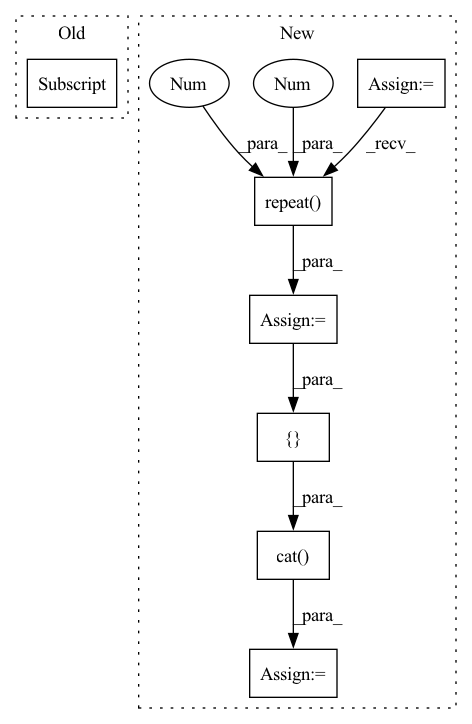 Old
New
Subscript
Num
Num
Assign:=
_para_
_para_
_recv_
repeat()
_para_
Assign:=
_para_
{}
_para_
cat()
_para_
Assign:=